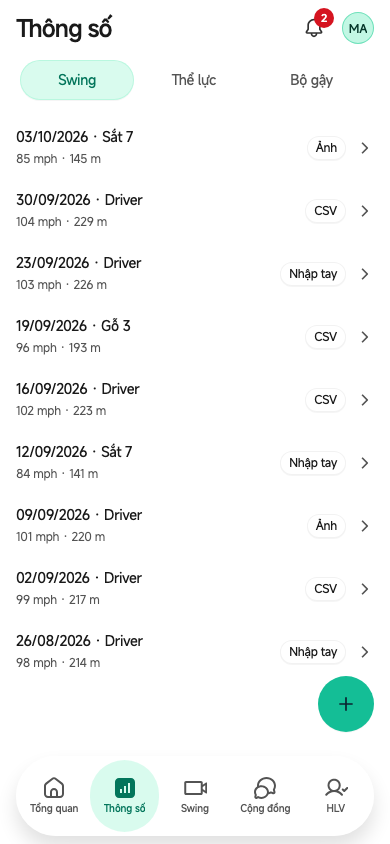 Thông số
2
MA
Swing
Thể lực
Bộ gậy
03/10/2026 · Sắt 7
85 mph · 145 m
Ảnh
30/09/2026 · Driver
104 mph · 229 m
CSV
23/09/2026 · Driver
103 mph · 226 m
Nhập tay
19/09/2026 · Gỗ 3
96 mph · 193 m
CSV
16/09/2026 · Driver
102 mph · 223 m
CSV
12/09/2026 · Sắt 7
84 mph · 141 m
Nhập tay
09/09/2026 · Driver
101 mph · 220 m
Ảnh
02/09/2026 · Driver
99 mph · 217 m
CSV
26/08/2026 · Driver
98 mph · 214 m
Nhập tay
Tổng quan
Thông số
Swing
Cộng đồng
HLV